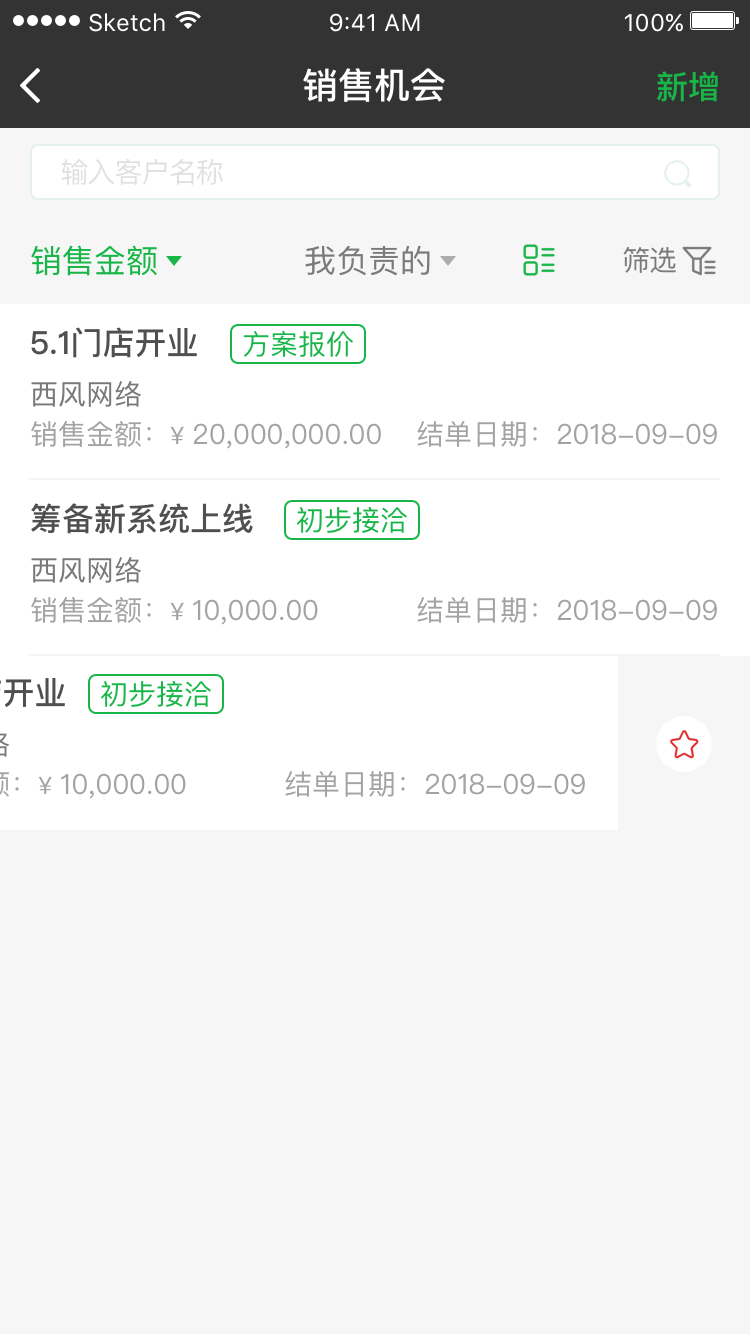 Sketch 9:41 AM 100%
销售机会 新增
输入客户名称
销售金额 我负责的 筛选
5.1门店开业 方案报价
西风网络
销售金额：¥ 20,000,000.00 结单日期：2018-09-09
筹备新系统上线 初步接洽
西风网络
销售金额：¥ 10,000.00 结单日期：2018-09-09
开业 初步接洽
络
额：¥ 10,000.00 结单日期：2018-09-09